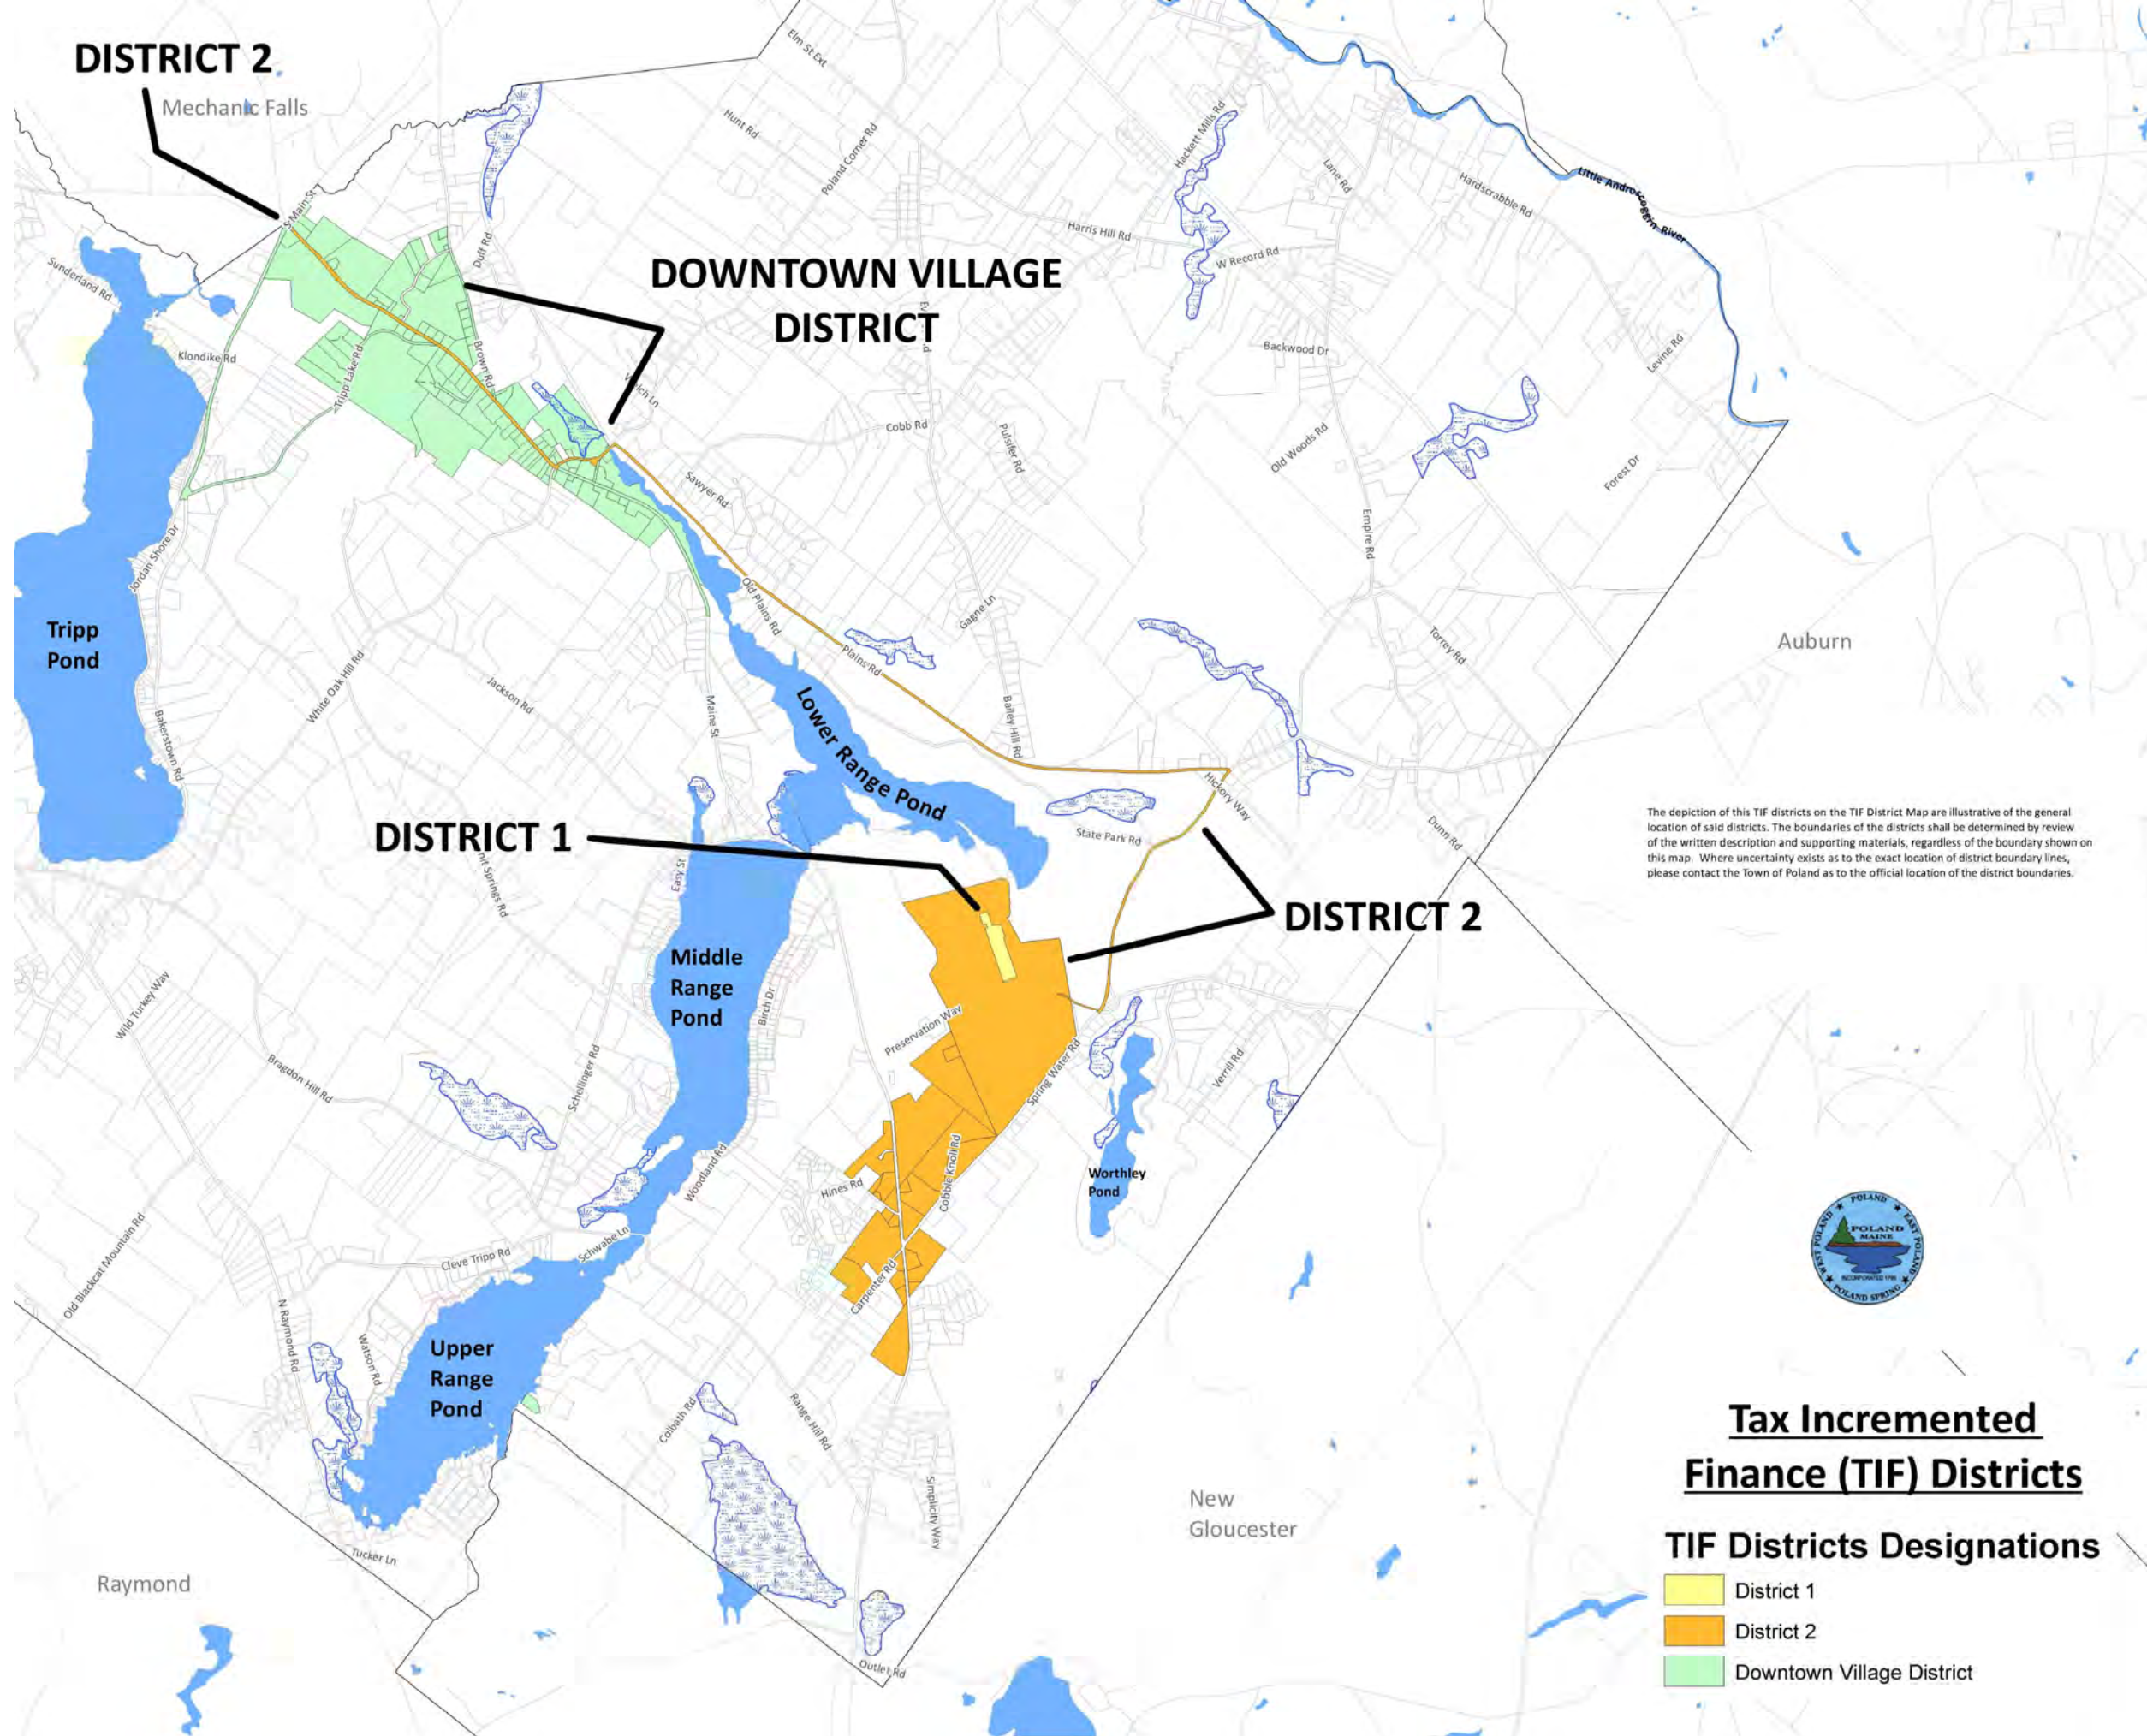 DISTRICT 2
Mechanic Falls
Elm St Ext
Hunt Rd
Poland Corner Rd
Hackett Mills Rd
Lane Rd
Hardscrabble Rd
Little Androscoggin River
S Main St
Duff Rd
Harris Hill Rd
W Record Rd
Sunderland Rd
DOWNTOWN VILLAGE
DISTRICT
Klondike Rd
Tripp Lake Rd
Brown Rd
Backwood Dr
Levine Rd
Cobb Rd
Pulsifer Rd
Old Woods Rd
Forest Dr
Sawyer Rd
Empire Rd
Jordan Shore Dr
Old Plains Rd
Gagne Ln
Tripp
Pond
Plains Rd
Torrey Rd
Auburn
White Oak Hill Rd
Jackson Rd
Maine St
Bailey Hill Rd
Bakerstown Rd
Lower Range Pond
Hickory Way
State Park Rd
Dunn Rd
DISTRICT 1
Easy St
The depiction of this TIF districts on the TIF District Map are illustrative of the general
location of said districts. The boundaries of the districts shall be determined by review
of the written description and supporting materials, regardless of the boundary shown on
this map. Where uncertainty exists as to the exact location of district boundary lines,
please contact the Town of Poland as to the official location of the district boundaries.
DISTRICT 2
Middle
Range
Pond
Birch Dr
Wild Turkey Way
Preservation Way
Bragdon Hill Rd
Schellinger Rd
Spring Water Rd
Verrill Rd
Woodland Rd
Hines Rd
Cobble Knoll Rd
Worthley
Pond
Old Blackcat Mountain Rd
Cleve Tripp Rd
Schwabe Ln
Carpenter Rd
N Raymond Rd
Watson Rd
Upper
Range
Pond
Colbath Rd
Range Hill Rd
Simplicity Way
New
Gloucester
Tucker Ln
Raymond
Outlet Rd
POLAND
EAST POLAND
WEST POLAND
POLAND SPRING
POLAND
MAINE
INCORPORATED 1795
Tax Incremented
Finance (TIF) Districts
TIF Districts Designations
District 1
District 2
Downtown Village District